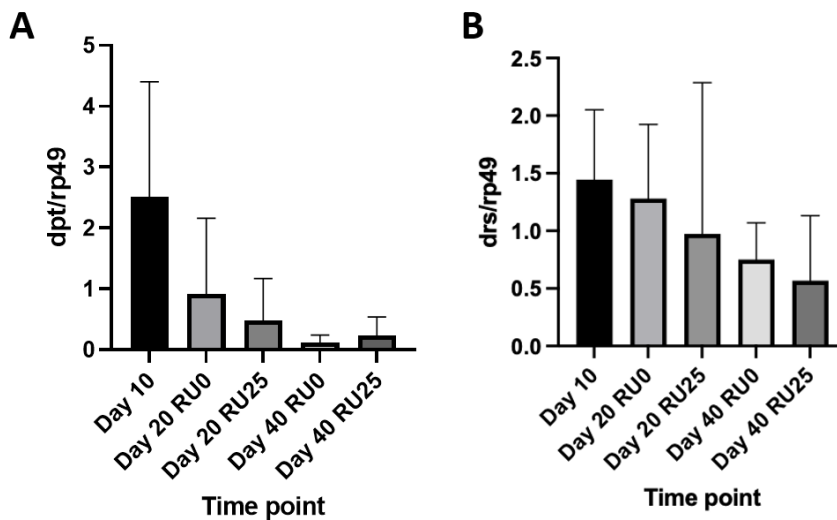 A
dpt/rp49
5
4
3
2
1
0
Day 10
Day 20 RU0
Day 20 RU25
Day 40 RU0
Day 40 RU25
Time point
B
drs/rp49
2.5
2.0
1.5
1.0
0.5
0.0
Day 10
Day 20 RU0
Day 20 RU25
Day 40 RU0
Day 40 RU25
Time point